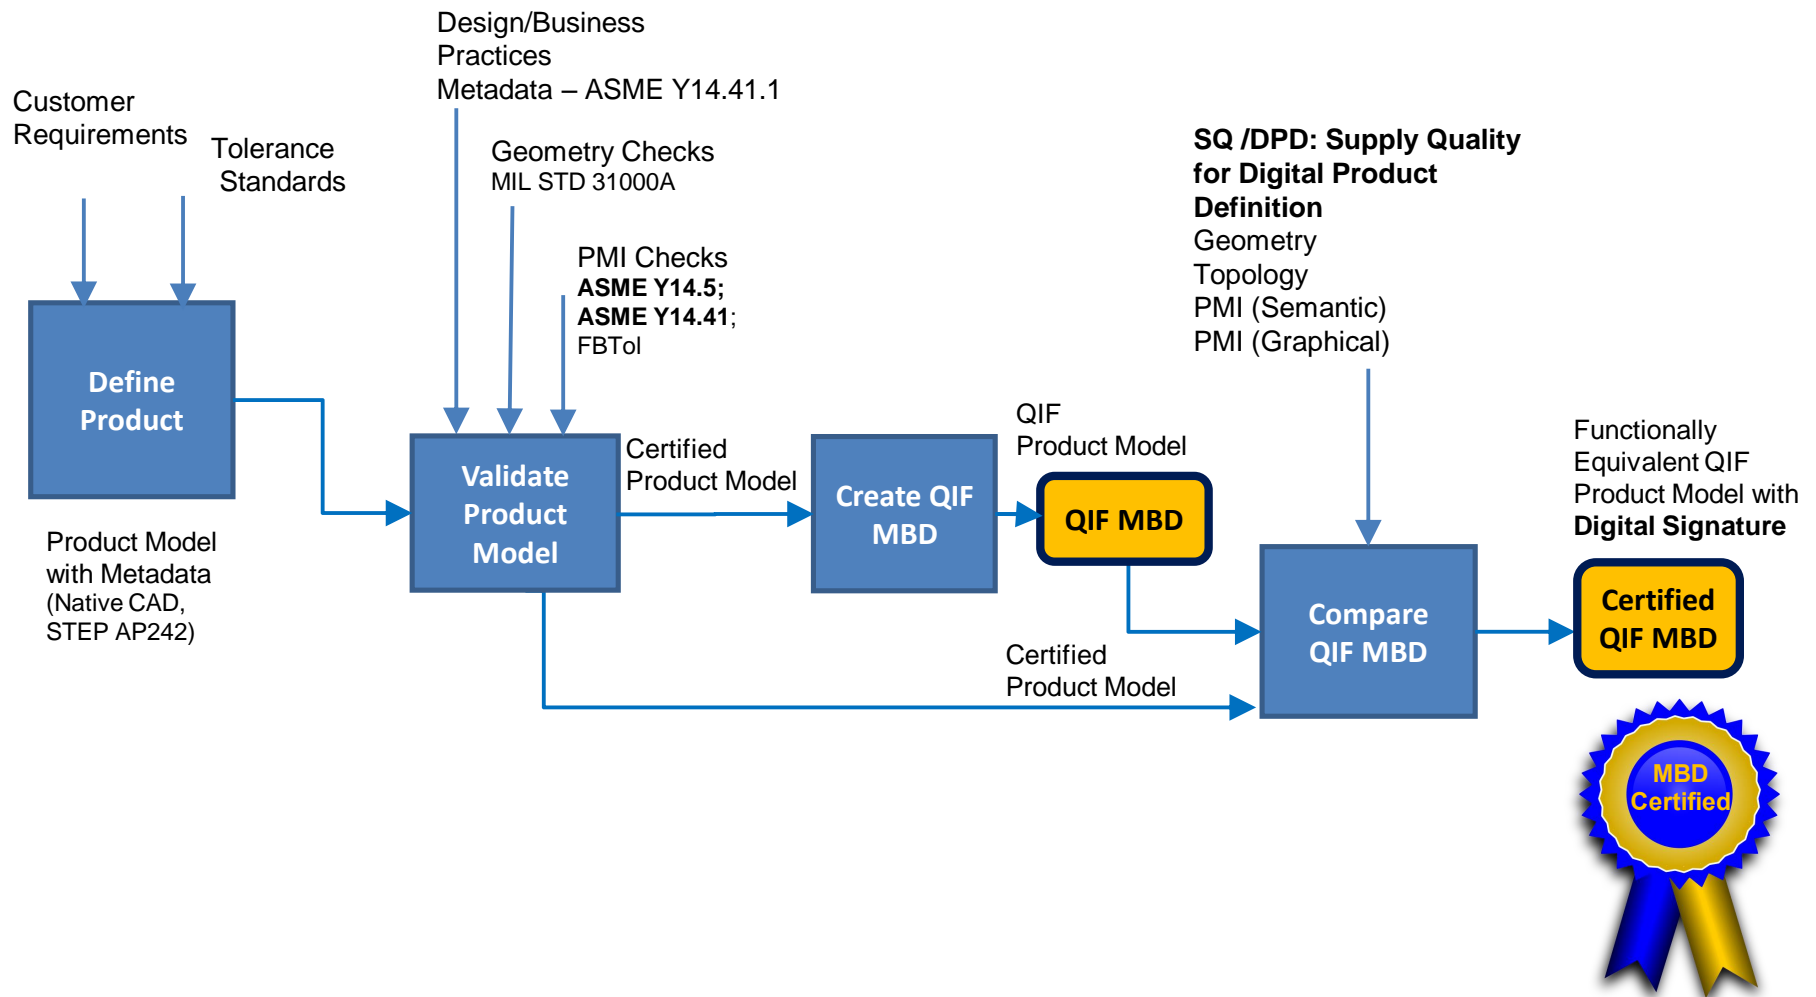 Design/Business
Practices
Metadata – ASME Y14.41.1
Customer
Requirements
Tolerance
Standards
Geometry Checks
MIL STD 31000A
PMI Checks
ASME Y14.5;
ASME Y14.41;
FBTol
SQ /DPD: Supply Quality
for Digital Product
Definition
Geometry
Topology
PMI (Semantic)
PMI (Graphical)
Define
Product
Product Model
with Metadata
(Native CAD,
STEP AP242)
Validate
Product
Model
Certified
Product Model
Create QIF
MBD
QIF
Product Model
QIF MBD
Certified
Product Model
Compare
QIF MBD
Functionally
Equivalent QIF
Product Model with
Digital Signature
Certified
QIF MBD
MBD
Certified